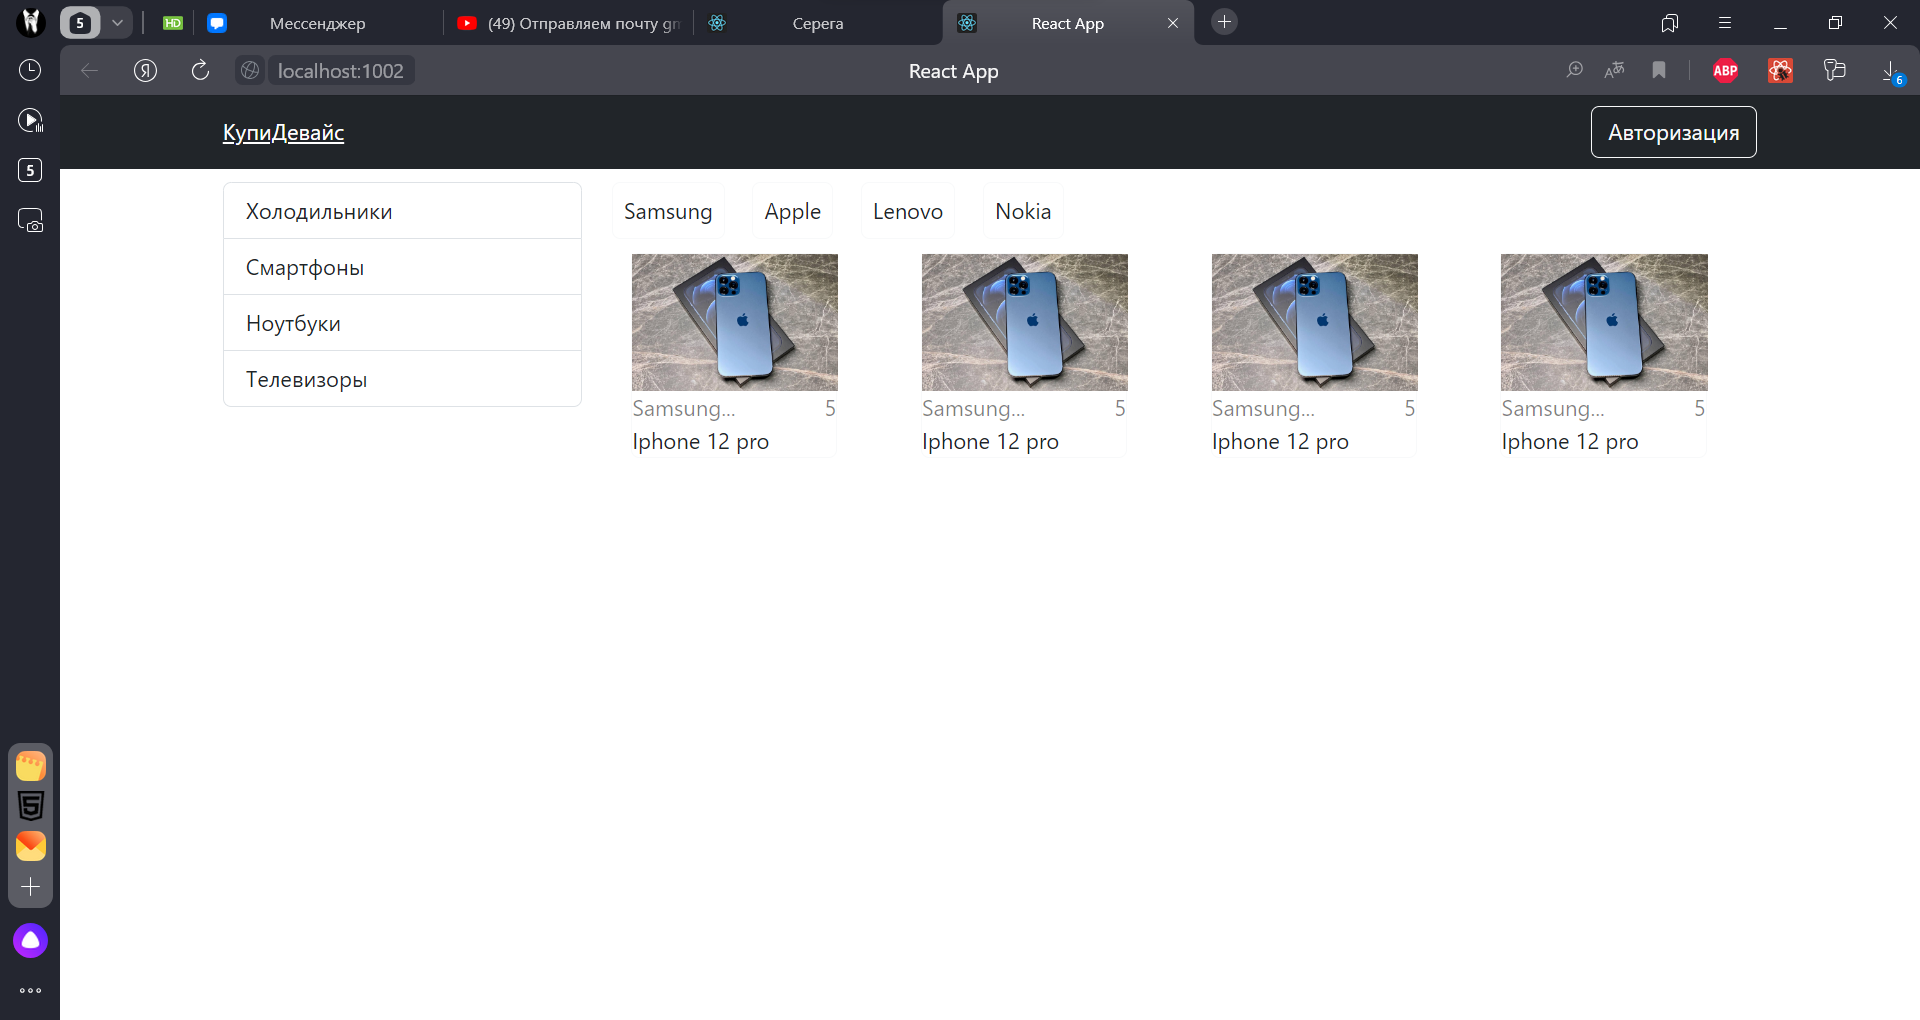 5
HD
Мессенджер
(49) Отправляем почту gm
Серега
React App
Я
localhost:1002
React App
ABP
6
5
КупиДевайс
Авторизация
Холодильники
Смартфоны
Ноутбуки
Телевизоры
Samsung
Apple
Lenovo
Nokia
Samsung... 5
Iphone 12 pro
Samsung... 5
Iphone 12 pro
Samsung... 5
Iphone 12 pro
Samsung... 5
Iphone 12 pro
5